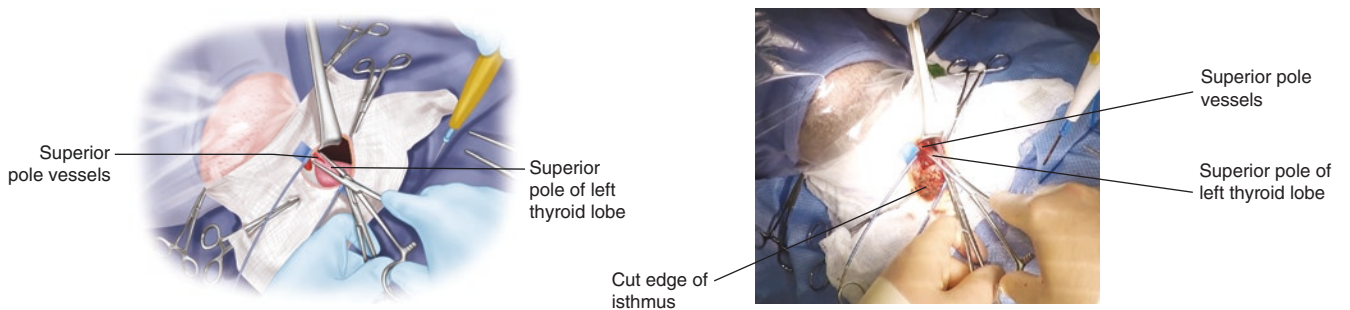 Superior
pole vessels
Superior
pole of left
thyroid lobe
Cut edge of
isthmus
Superior pole
vessels
Superior pole of
left thyroid lobe